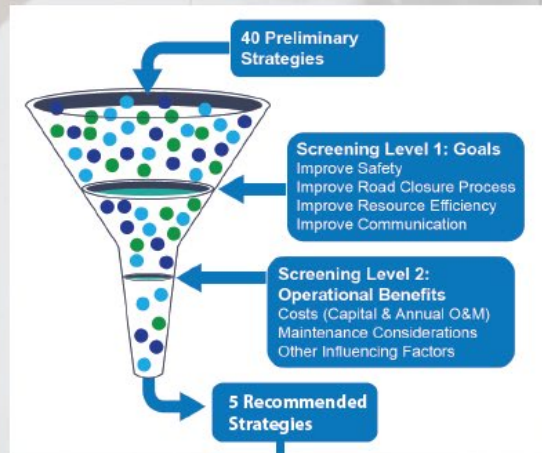 40 Preliminary
Strategies
Screening Level 1: Goals
Improve Safety
Improve Road Closure Process
Improve Resource Efficiency
Improve Communication
Screening Level 2:
Operational Benefits
Costs (Capital & Annual O&M)
Maintenance Considerations
Other Influencing Factors
5 Recommended
Strategies